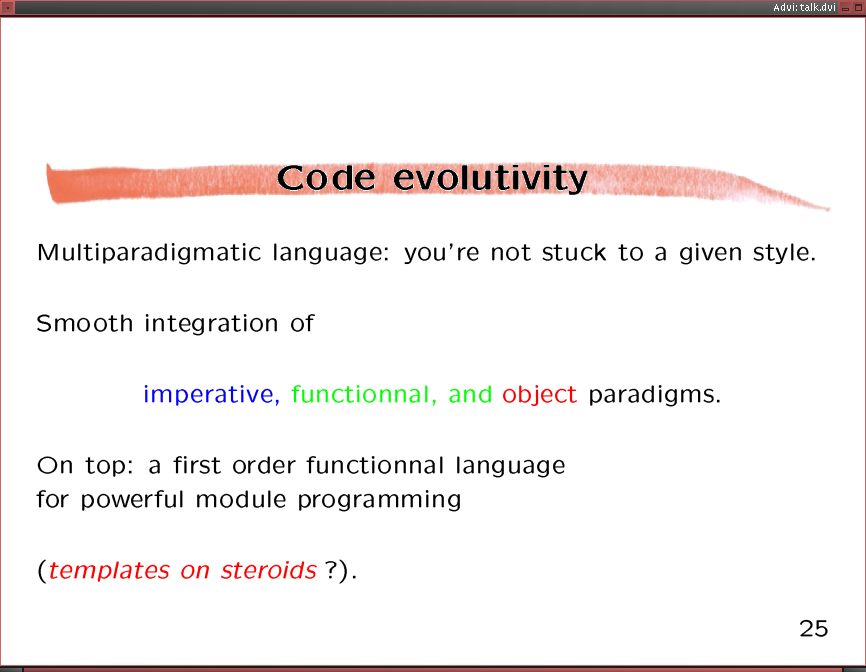 Advi: talk.dvi
Code evolutivity
Multiparadigmatic language: you're not stuck to a given style.
Smooth integration of
imperative, functionnal, and object paradigms.
On top: a first order functionnal language
for powerful module programming
(templates on steroids ?).
25